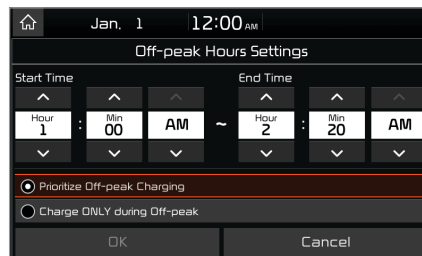 Jan. 1 12:00 AM
Off-peak Hours Settings
Start Time End Time
Hour Min Hour Min
1 : 00 AM ~ 2 : 20 AM
Prioritize Off-peak Charging
Charge ONLY during Off-peak
OK Cancel